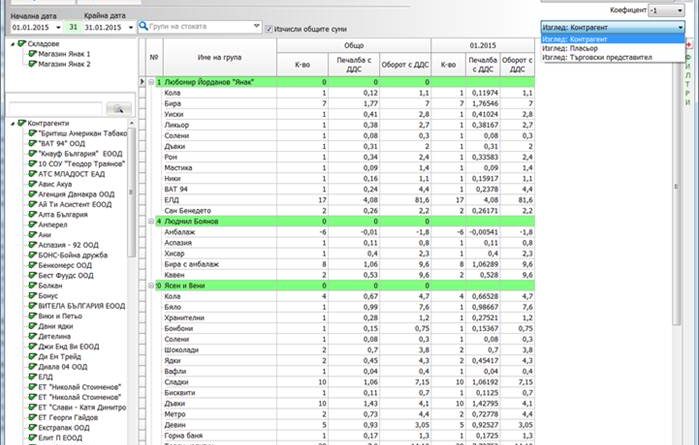 Коефицент -1
Начална дата Крайна дата
01.01.2015 31 31.01.2015 Групи на стоката Изчисли общите суми
Изглед: Контрагент
Изглед: Контрагент
Изглед: Пласьор
Изглед: Търговски представител
ФИЛТРИ
Складове
Магазин Янак 1
Магазин Янак 2
Контрагенти
"Бритиш Американ Табако
"ВАТ 94" ООД
"Кнауф България" ЕООД
10 СОУ "Теодор Траянов"
АТС МЛАДОСТ ЕАД
Авис Акуа
Агенция Данакра ООД
Ай Ти Асистент ЕООД
Алта България
Амперел
Ани
Аспазия - 92 ООД
БОНС-Бойна дружба
Бенкомерс ООД
Бест Фуудс ООД
Болкан
Бонус
ВИТЕЛА БЪЛГАРИЯ ЕООД
Вики и Петьо
Дани ядки
Детелина
Джи Енд Ви ЕООД
Ди Ем Трейд
Диала 04 ООД
ЕЛД
ЕТ "Николай Стоименов"
ЕТ "Николай Стоименов"
ЕТ "Слави - Катя Димитро
ЕТ Георги Гайдов
Екстрапак ООД
Елит П ЕООД
№ Име на група Общо 01.2015
К-во Печалба с ДДС Оборот с ДДС К-во Печалба с ДДС Оборот с ДДС
1 Любомир Йорданов "Янак" 0 0 0
Кола 1 0,12 1,1 1 0,11974 1,1
Бира 7 1,77 7 7 1,76546 7
Уиски 1 0,41 2,8 1 0,41024 2,8
Ликьор 1 0,38 2,7 1 0,38167 2,7
Солени 1 0,08 0,3 1 0,08 0,3
Дъвки 1 0,31 2 1 0,31 2
Рон 1 0,34 2,4 1 0,33583 2,4
Мастика 1 0,09 1,4 1 0,09 1,4
Ники 1 0,16 1,1 1 0,15917 1,1
ВАТ 94 1 0,24 4,4 1 0,2378 4,4
ЕЛД 17 4,08 81,6 17 4,08 81,6
Сан Бенедето 2 0,26 2,2 2 0,26171 2,2
4 Людмил Боянов 0 0 0
Анбалаж -6 -0,01 -1,8 -6 -0,00541 -1,8
Аспазия 1 0,11 0,8 1 0,11 0,8
Хисар 1 0,4 2,3 1 0,4 2,3
Бира с анбалаж 8 1,06 9,6 8 1,06289 9,6
Кавен 2 0,53 9,6 2 0,528 9,6
0 Ясен и Вени 0 0 0
Кола 4 0,67 4,7 4 0,66528 4,7
Бяло 1 0,99 7,6 1 0,98667 7,6
Хранителни 1 0,28 1,2 1 0,27521 1,2
Бонбони 1 0,15 0,75 1 0,15367 0,75
Солени 1 0,08 0,3 1 0,08 0,3
Шоколади 2 0,7 3,8 2 0,7 3,8
Ядки 2 0,45 4,3 2 0,45417 4,3
Вафли 1 0,04 0,4 1 0,04 0,4
Сладки 10 1,06 7,15 10 1,06192 7,15
Бисквити 1 0,11 0,7 1 0,11 0,7
Дъвки 10 1,43 4,1 10 1,42795 4,1
Метро 2 0,73 4,4 2 0,72778 4,4
Девин 5 0,93 3,05 5 0,92527 3,05
Горна баня 1 0,17 1,3 1 0,1725 1,3